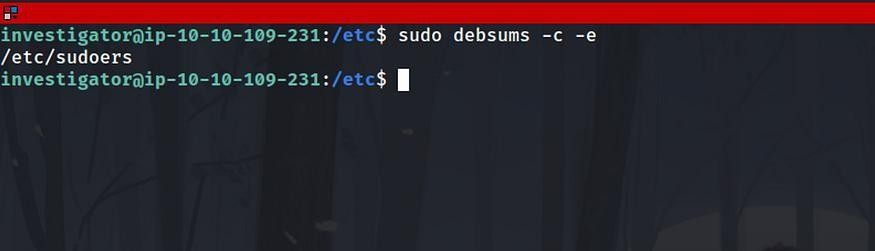 investigator@ip-10-10-109-231:/etc$ sudo debsums -c -e
/etc/sudoers
investigator@ip-10-10-109-231:/etc$